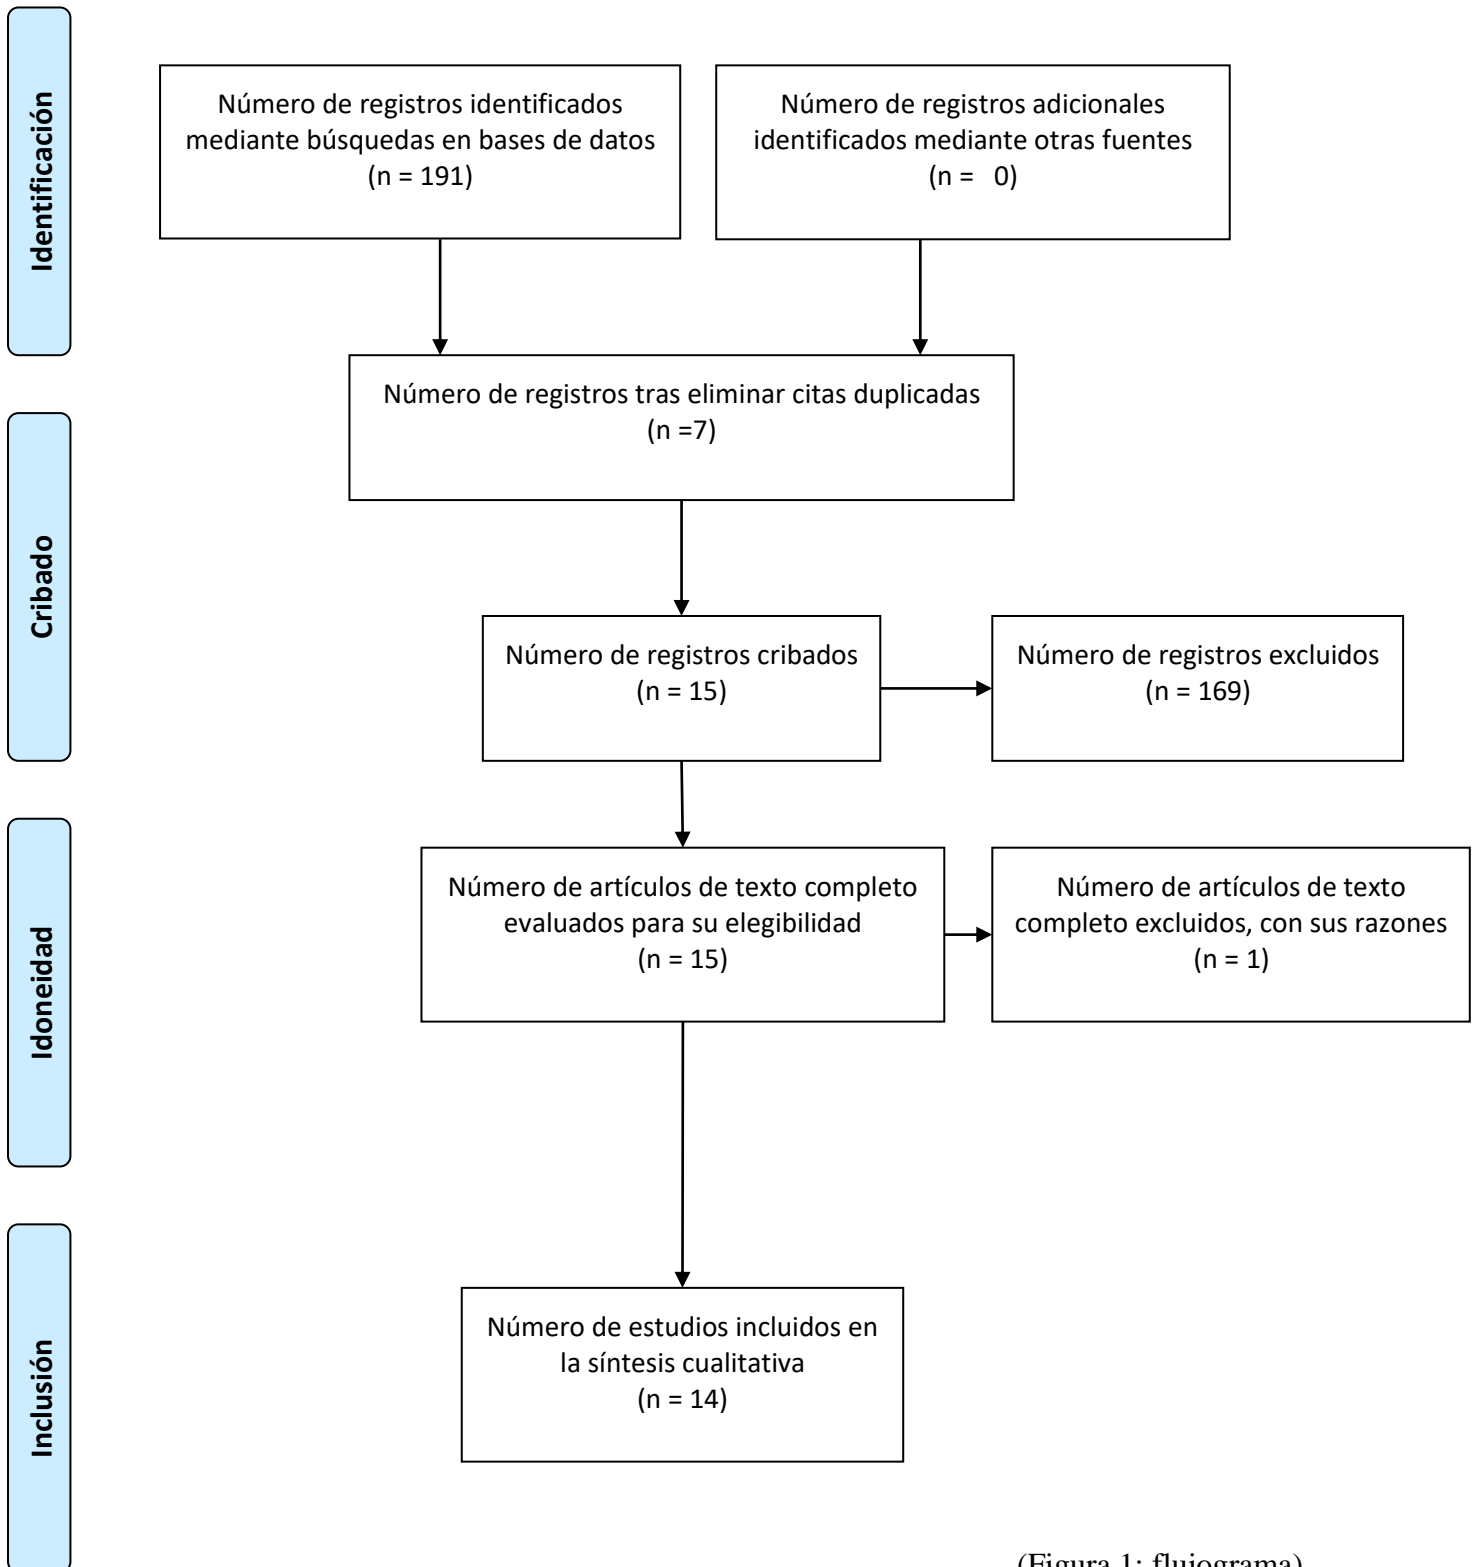 Identificación
Número de registros identificados
mediante búsquedas en bases de datos
(n = 191)
Número de registros adicionales
identificados mediante otras fuentes
(n =   0)
Número de registros tras eliminar citas duplicadas
(n =7)
Cribado
Número de registros cribados
(n = 15)
Número de registros excluidos
(n = 169)
Idoneidad
Número de artículos de texto completo
evaluados para su elegibilidad
(n = 15)
Número de artículos de texto
completo excluidos, con sus razones
(n = 1)
Inclusión
Número de estudios incluidos en
la síntesis cualitativa
(n = 14)
(Figura 1: flujograma)